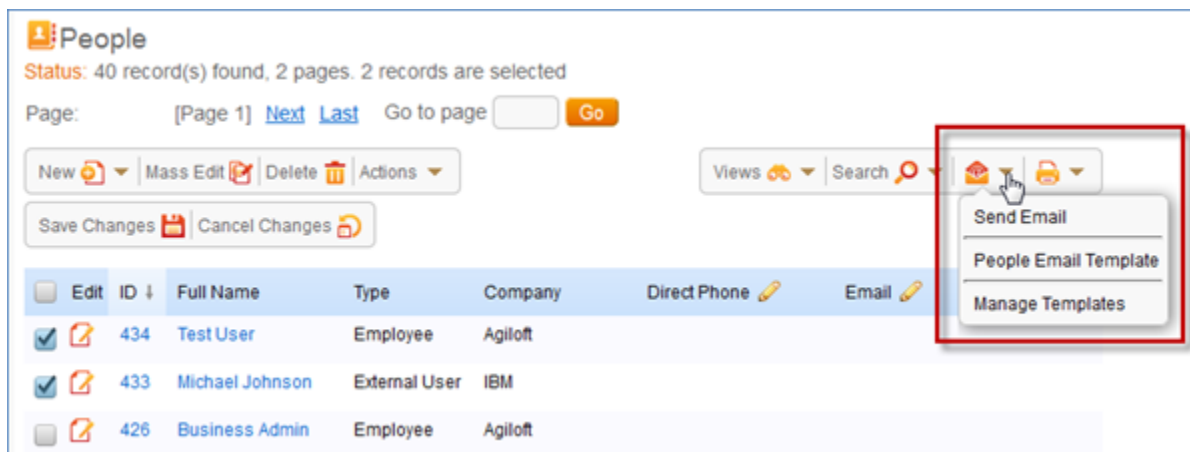 People
Status: 40 record(s) found, 2 pages. 2 records are selected
Page: [Page 1] Next Last Go to page Go
New Mass Edit Delete Actions Views Search
Save Changes Cancel Changes
Send Email
People Email Template
Manage Templates
Edit ID Full Name Type Company Direct Phone Email
434 Test User Employee Agiloft
433 Michael Johnson External User IBM
426 Business Admin Employee Agiloft